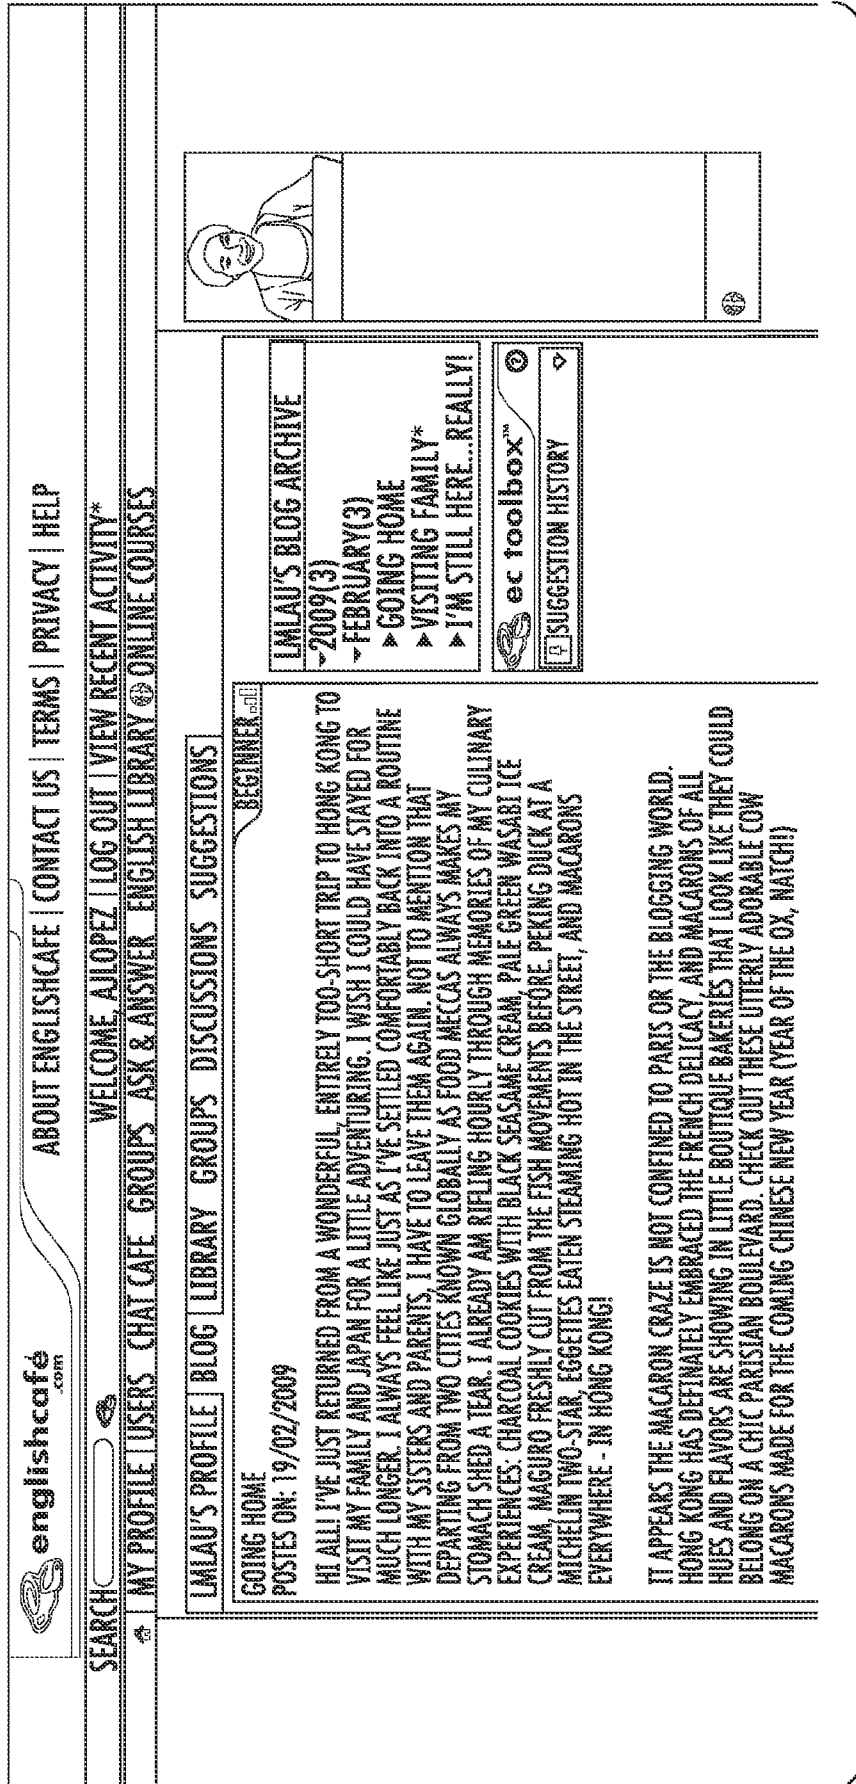 englishcafe
.com
ABOUT ENGLISHCAFE | CONTACT US | TERMS | PRIVACY | HELP
SEARCH
WELCOME, AJLOPEZ | LOG OUT | VIEW RECENT ACTIVITY*
MY PROFILE | USERS CHAT CAFE GROUPS ASK & ANSWER ENGLISH LIBRARY ONLINE COURSES
LMLAU'S PROFILE | BLOG | LIBRARY GROUPS DISCUSSIONS SUGGESTIONS
BEGINNER
GOING HOME
POSTES ON: 19/02/2009
HI ALL! I'VE JUST RETURNED FROM A WONDERFUL, ENTIRELY TOO-SHORT TRIP TO HONG KONG TO
VISIT MY FAMILY AND JAPAN FOR A LITTLE ADVENTURING. I WISH I COULD HAVE STAYED FOR
MUCH LONGER. I ALWAYS FEEL LIKE JUST AS I'VE SETTLED COMFORTABLY BACK INTO A ROUTINE
WITH MY SISTERS AND PARENTS, I HAVE TO LEAVE THEM AGAIN. NOT TO MENTION THAT
DEPARTING FROM TWO CITIES KNOWN GLOBALLY AS FOOD MECCAS ALWAYS MAKES MY
STOMACH SHED A TEAR. I ALREADY AM RIFLING HOURLY THROUGH MEMORIES OF MY CULINARY
EXPERIENCES. CHARCOAL COOKIES WITH BLACK SEASAME CREAM, PALE GREEN WASABI ICE
CREAM, MAGURO FRESHLY CUT FROM THE FISH MOVEMENTS BEFORE. PEKING DUCK AT A
MICHELIN TWO-STAR, EGGETTES EATEN STEAMING HOT IN THE STREET, AND MACARONS
EVERYWHERE - IN HONG KONG!
IT APPEARS THE MACARON CRAZE IS NOT CONFINED TO PARIS OR THE BLOGGING WORLD.
HONG KONG HAS DEFINATELY EMBRACED THE FRENCH DELICACY, AND MACARONS OF ALL
HUES AND FLAVORS ARE SHOWING IN LITTLE BOUTIQUE BAKERIES THAT LOOK LIKE THEY COULD
BELONG ON A CHIC PARISIAN BOULEVARD. CHECK OUT THESE UTTERLY ADORABLE COW
MACARONS MADE FOR THE COMING CHINESE NEW YEAR (YEAR OF THE OX, NATCH!)
LMLAU'S BLOG ARCHIVE
2009(3)
FEBRUARY(3)
GOING HOME
VISITING FAMILY*
I'M STILL HERE...REALLY!
ec toolbox™ ?
SUGGESTION HISTORY